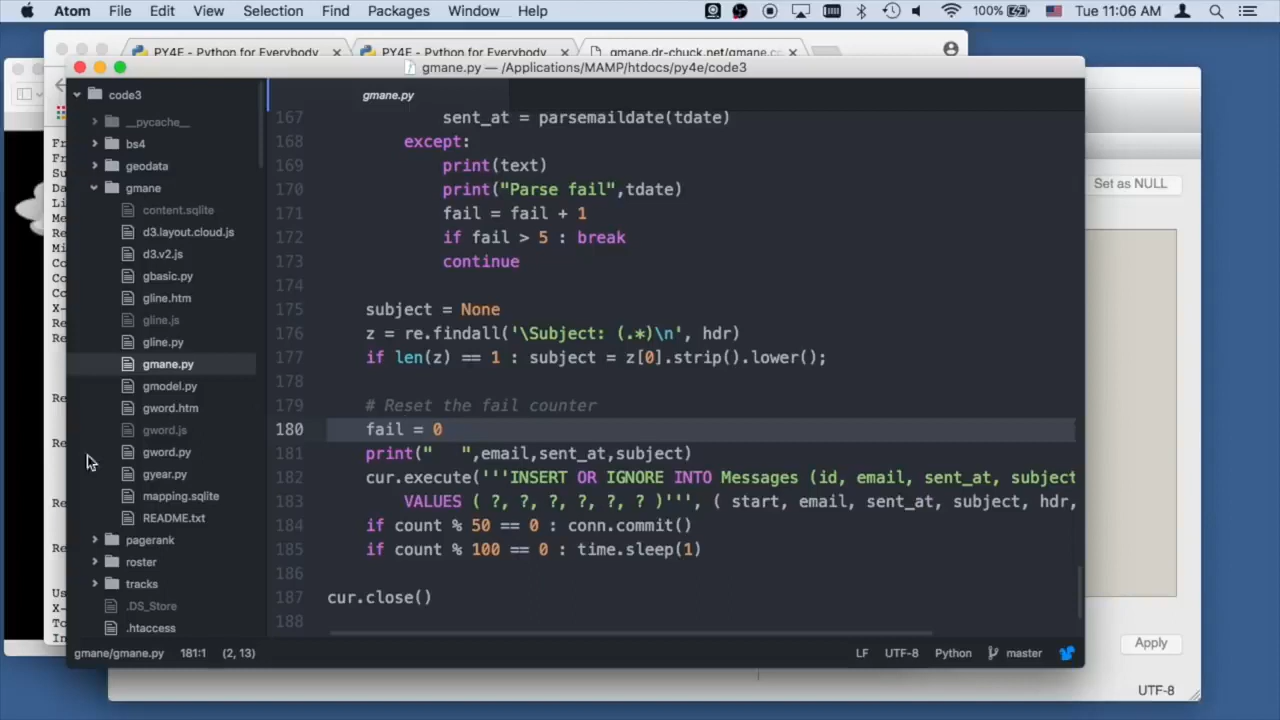 Atom File Edit View Selection Find Packages Window Help 100% Tue 11:06 AM
PY4E - Python for Everybody PY4E - Python for Everybody gmane.dr-chuck.net/gmane.co
gmane.py — /Applications/MAMP/htdocs/py4e/code3
code3
__pycache__
bs4
geodata
gmane
content.sqlite
d3.layout.cloud.js
d3.v2.js
gbasic.py
gline.htm
gline.js
gline.py
gmane.py
gmodel.py
gword.htm
gword.js
gword.py
gyear.py
mapping.sqlite
README.txt
pagerank
roster
tracks
.DS_Store
.htaccess
gmane.py
167 sent_at = parsemaildate(tdate)
168 except:
169 print(text)
170 print("Parse fail",tdate)
171 fail = fail + 1
172 if fail > 5 : break
173 continue
174
175 subject = None
176 z = re.findall('\Subject: (.*)\n', hdr)
177 if len(z) == 1 : subject = z[0].strip().lower();
178
179 # Reset the fail counter
180 fail = 0
181 print("   ",email,sent_at,subject)
182 cur.execute('''INSERT OR IGNORE INTO Messages (id, email, sent_at, subject
183 VALUES ( ?, ?, ?, ?, ?, ? )''', ( start, email, sent_at, subject, hdr,
184 if count % 50 == 0 : conn.commit()
185 if count % 100 == 0 : time.sleep(1)
186
187 cur.close()
188
gmane/gmane.py 181:1 (2, 13) LF UTF-8 Python master
Set as NULL
Apply
UTF-8